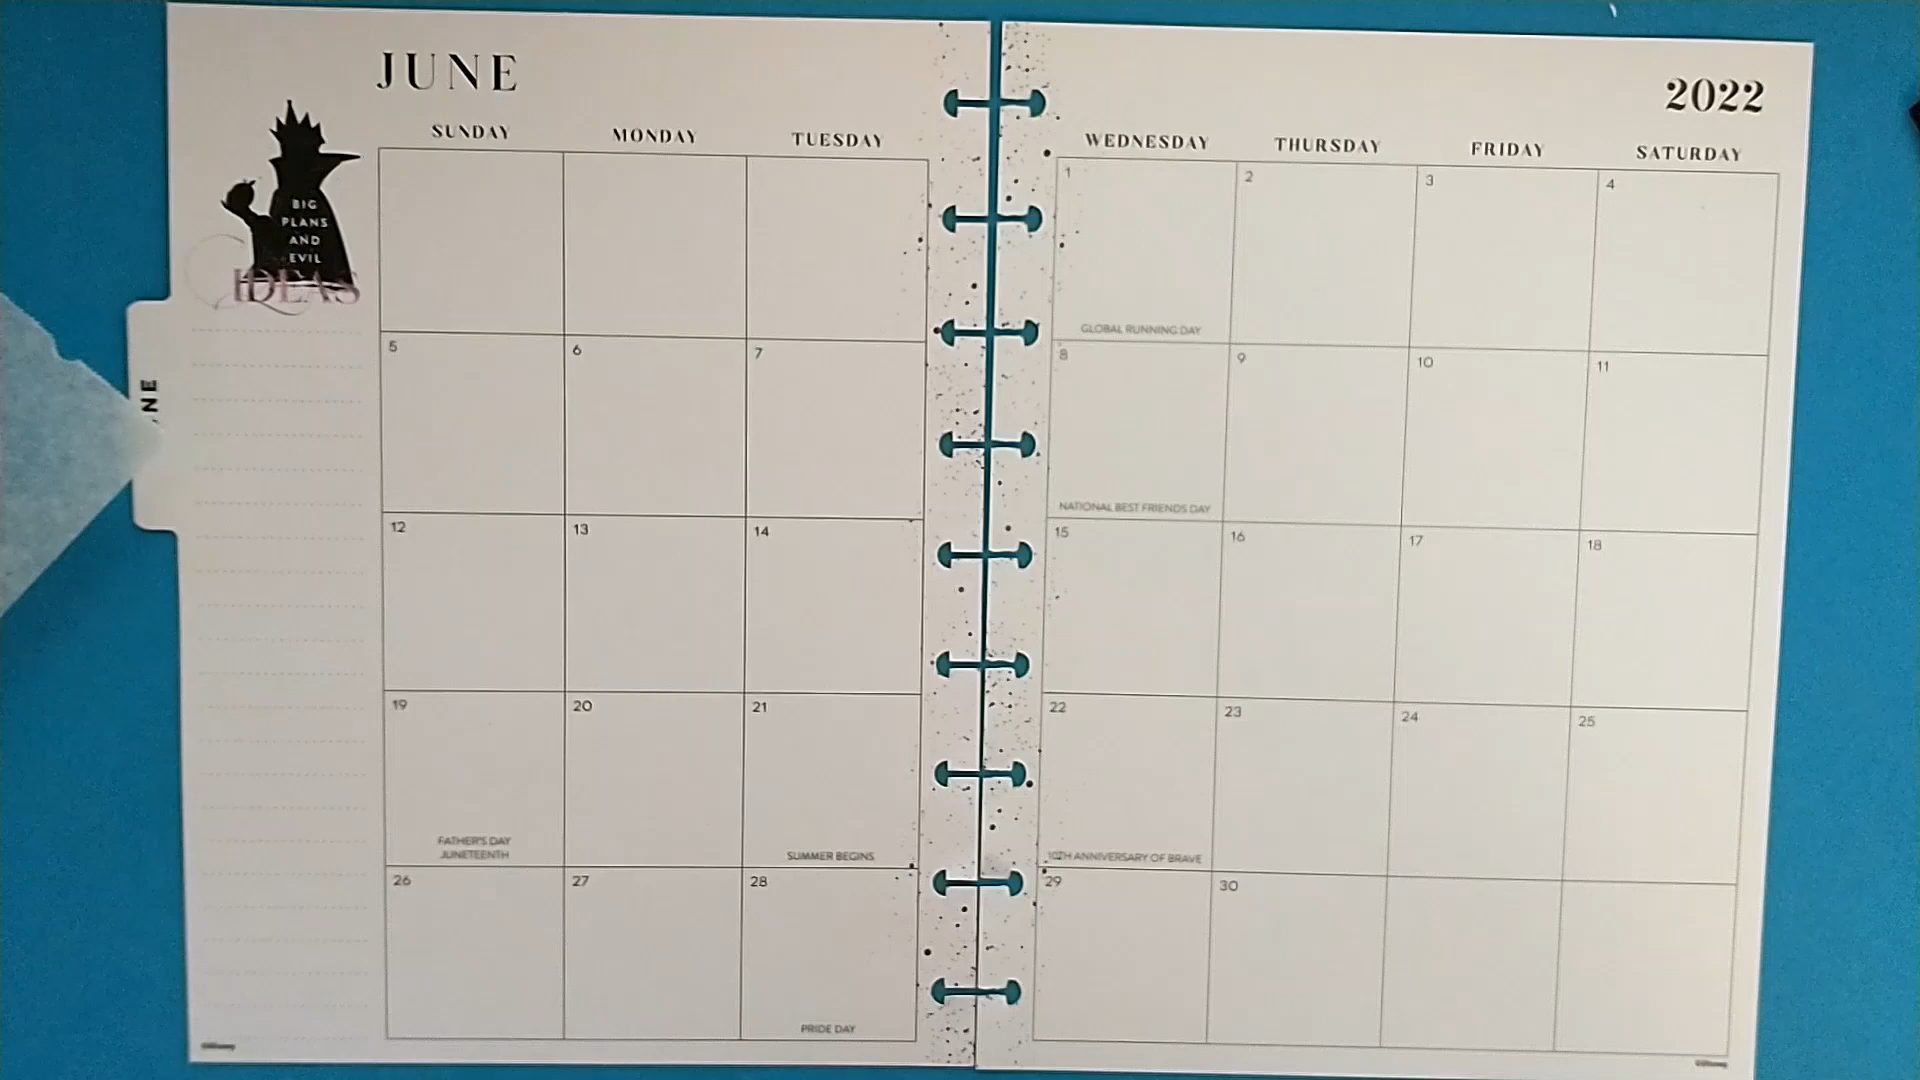 JUNE
2022
BIG
PLANS
AND
EVIL
IDEAS
SUNDAY MONDAY TUESDAY WEDNESDAY THURSDAY FRIDAY SATURDAY
1 2 3 4
GLOBAL RUNNING DAY
5 6 7 8 9 10 11
NATIONAL BEST FRIENDS DAY
12 13 14 15 16 17 18
19 20 21 22 23 24 25
FATHER'S DAY
JUNETEENTH SUMMER BEGINS 10TH ANNIVERSARY OF BRAVE
26 27 28 29 30
PRIDE DAY
NE
©Disney
©Disney